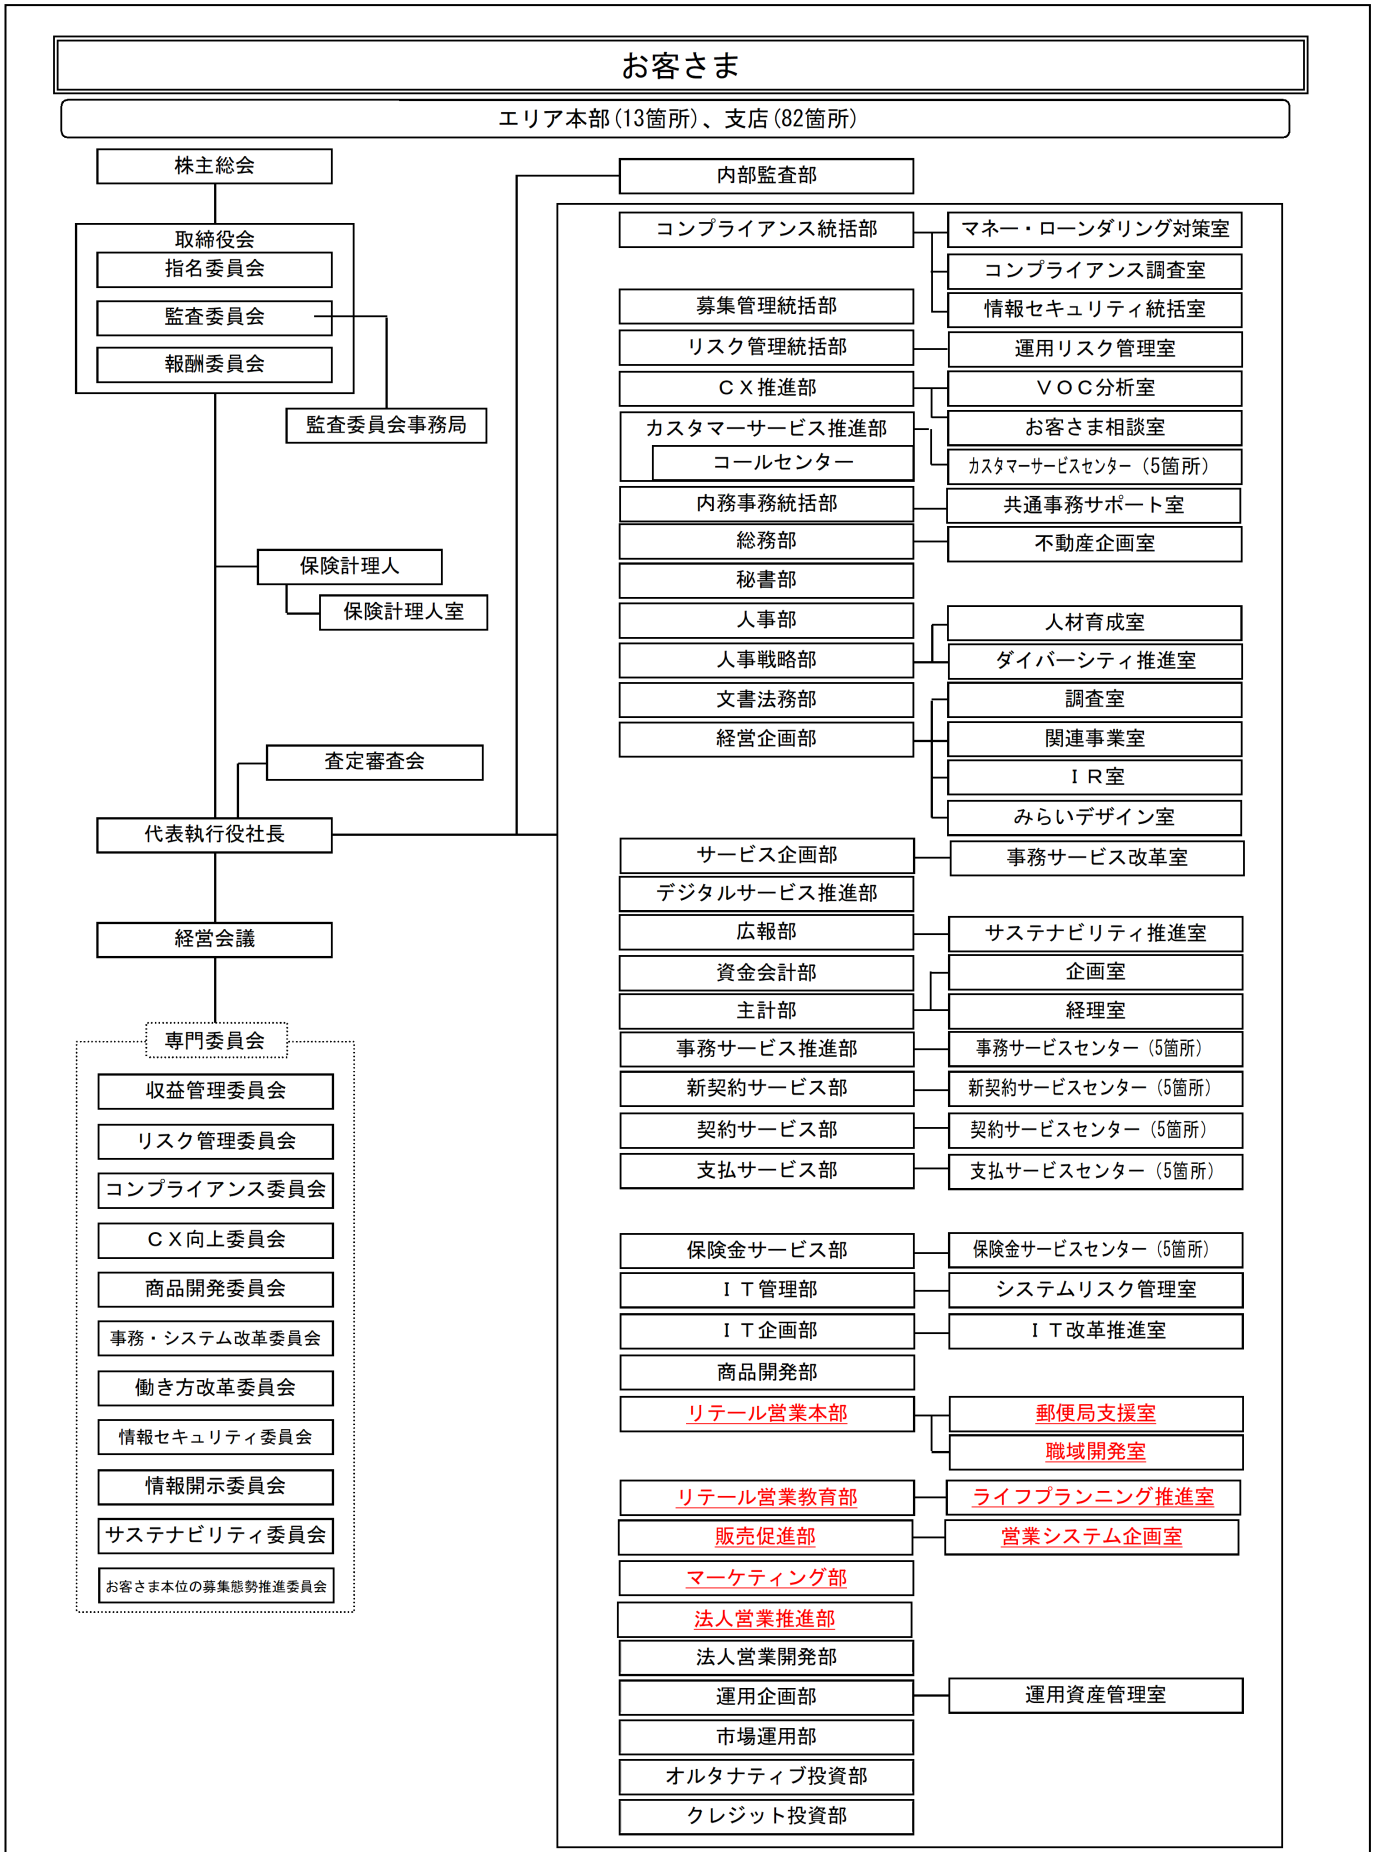 お客さま
エリア本部(13箇所)、支店(82箇所)
株主総会
取締役会
指名委員会
監査委員会
報酬委員会
監査委員会事務局
保険計理人
保険計理人室
査定審査会
代表執行役社長
経営会議
専門委員会
収益管理委員会
リスク管理委員会
コンプライアンス委員会
ＣＸ向上委員会
商品開発委員会
事務・システム改革委員会
働き方改革委員会
情報セキュリティ委員会
情報開示委員会
サステナビリティ委員会
お客さま本位の募集態勢推進委員会
内部監査部
コンプライアンス統括部
マネー・ローンダリング対策室
コンプライアンス調査室
募集管理統括部
情報セキュリティ統括室
リスク管理統括部
運用リスク管理室
ＣＸ推進部
ＶＯＣ分析室
カスタマーサービス推進部
お客さま相談室
コールセンター
カスタマーサービスセンター（5箇所）
内務事務統括部
共通事務サポート室
総務部
不動産企画室
秘書部
人事部
人材育成室
人事戦略部
ダイバーシティ推進室
文書法務部
調査室
経営企画部
関連事業室
ＩＲ室
みらいデザイン室
サービス企画部
事務サービス改革室
デジタルサービス推進部
広報部
サステナビリティ推進室
資金会計部
企画室
主計部
経理室
事務サービス推進部
事務サービスセンター（5箇所）
新契約サービス部
新契約サービスセンター（5箇所）
契約サービス部
契約サービスセンター（5箇所）
支払サービス部
支払サービスセンター（5箇所）
保険金サービス部
保険金サービスセンター（5箇所）
ＩＴ管理部
システムリスク管理室
ＩＴ企画部
ＩＴ改革推進室
商品開発部
リテール営業本部
郵便局支援室
職域開発室
リテール営業教育部
ライフプランニング推進室
販売促進部
営業システム企画室
マーケティング部
法人営業推進部
法人営業開発部
運用企画部
運用資産管理室
市場運用部
オルタナティブ投資部
クレジット投資部